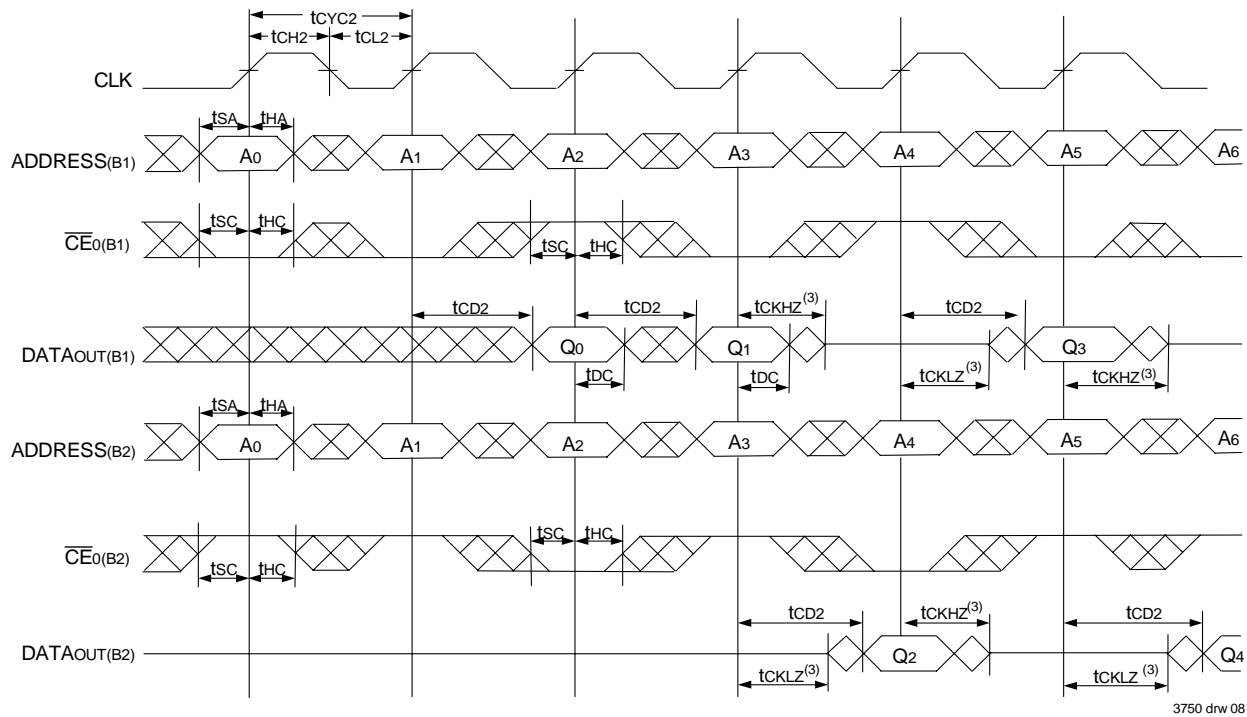 tCYC2
tCH2 tCL2
CLK
tSA tHA
ADDRESS(B1) A0 A1 A2 A3 A4 A5 A6
tSC tHC
CE0(B1)
tSC tHC
tCD2 tCD2 tCKHZ(3) tCD2
DATAOUT(B1) Q0 Q1 Q3
tDC tDC tCKLZ(3) tCKHZ(3)
tSA tHA
ADDRESS(B2) A0 A1 A2 A3 A4 A5 A6
tSC tHC
CE0(B2)
tSC tHC
tCD2 tCKHZ(3) tCD2
DATAOUT(B2) Q2 Q4
tCKLZ(3) tCKLZ(3)
3750 drw 08